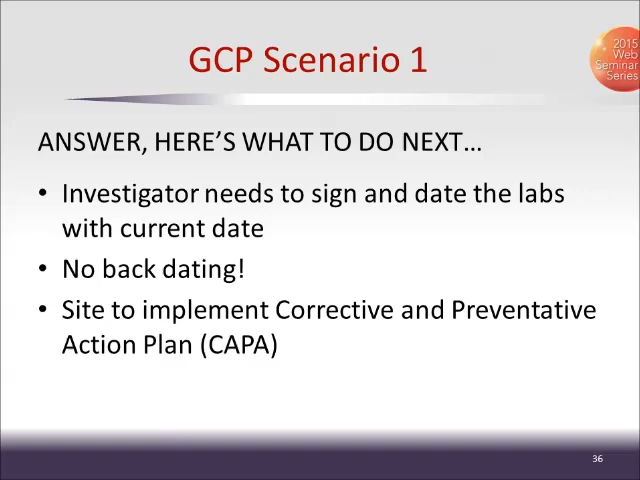 GCP Scenario 1
2015
Web
Seminar
Series
ANSWER, HERE'S WHAT TO DO NEXT…
• Investigator needs to sign and date the labs
with current date
• No back dating!
• Site to implement Corrective and Preventative
Action Plan (CAPA)
36